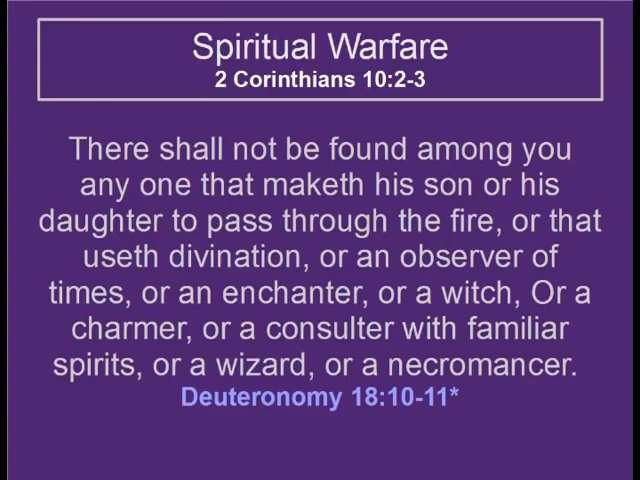 Spiritual Warfare
2 Corinthians 10:2-3
There shall not be found among you
any one that maketh his son or his
daughter to pass through the fire, or that
useth divination, or an observer of
times, or an enchanter, or a witch, Or a
charmer, or a consulter with familiar
spirits, or a wizard, or a necromancer.
Deuteronomy 18:10-11*